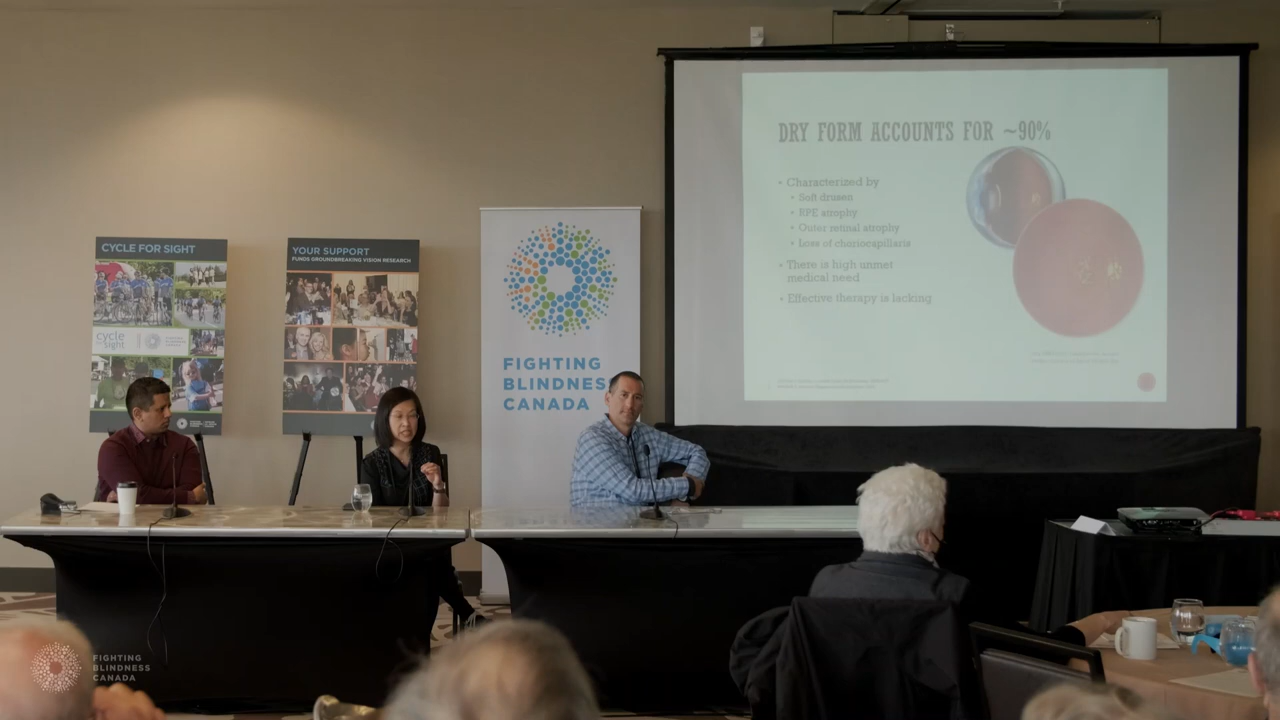 CYCLE FOR SIGHT
cycle
sight
YOUR SUPPORT
FUNDS GROUNDBREAKING VISION RESEARCH
FIGHTING
BLINDNESS
CANADA
DRY FORM ACCOUNTS FOR ~90%
• Characterized by
• Soft drusen
• RPE atrophy
• Outer retinal atrophy
• Loss of choriocapillaris
• There is high unmet
medical need
• Effective therapy is lacking
FIGHTING
BLINDNESS
CANADA